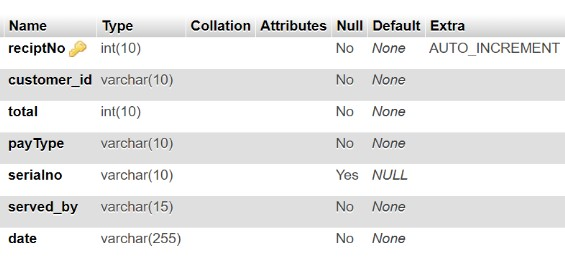 Name Type Collation Attributes Null Default Extra
reciptNo int(10) No None AUTO_INCREMENT
customer_id varchar(10) No None
total int(10) No None
payType varchar(10) No None
serialno varchar(10) Yes NULL
served_by varchar(15) No None
date varchar(255) No None